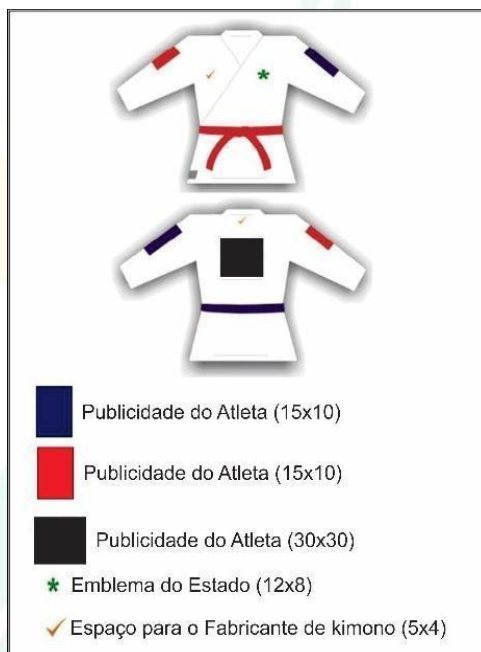 Publicidade do Atleta (15x10)
Publicidade do Atleta (15x10)
Publicidade do Atleta (30x30)
Emblema do Estado (12x8)
Espaço para o Fabricante de kimono (5x4)